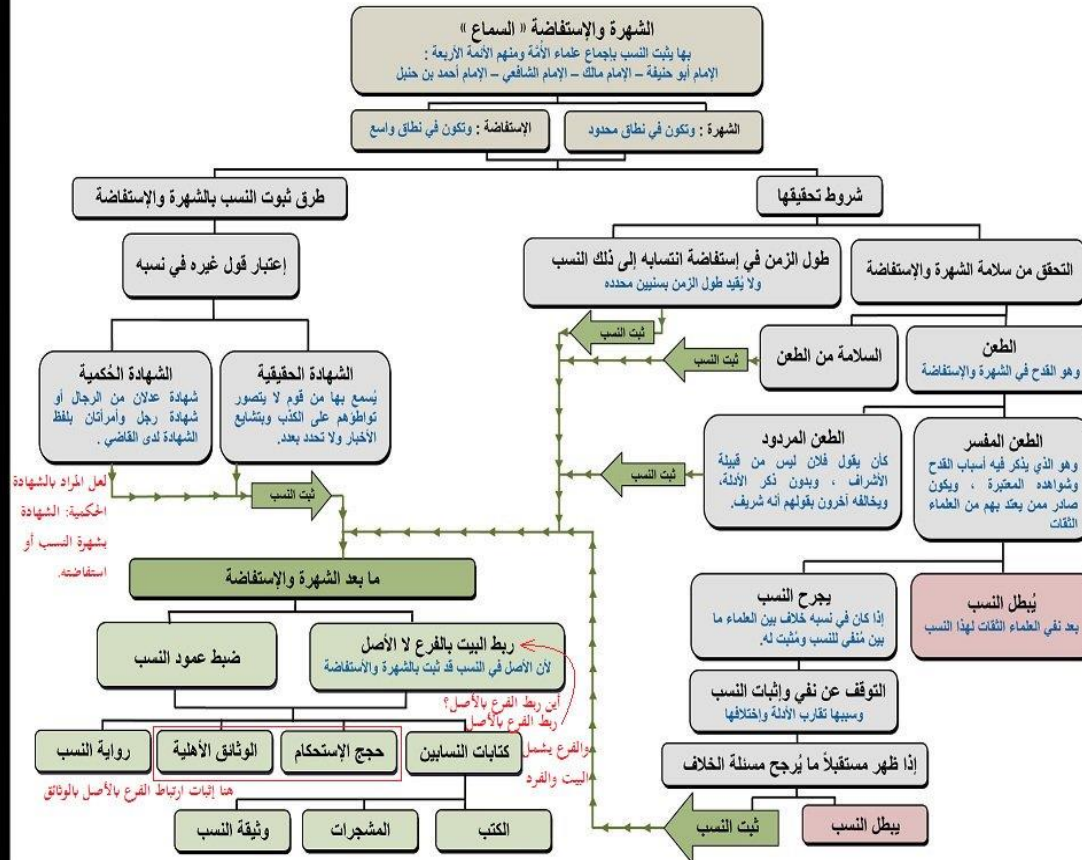 الشهرة والإستفاضة « السماع »
بها يثبت النسب بإجماع علماء الأُمَّة ومنهم الأئمة الأربعة :
الإمام أبو حنيفة – الإمام مالك – الإمام الشافعي – الإمام أحمد بن حنبل
الشهرة : وتكون في نطاق محدود
الإستفاضة : وتكون في نطاق واسع
شروط تحقيقها
طرق ثبوت النسب بالشهرة والإستفاضة
التحقق من سلامة الشهرة والإستفاضة
طول الزمن في إستفاضة انتسابه إلى ذلك النسب
ولا يُقيد طول الزمن بسنيين محدده
إعتبار قول غيره في نسبه
ثبت النسب
الطعن
وهو القدح في الشهرة والإستفاضة
السلامة من الطعن
ثبت النسب
الشهادة الحقيقية
يُسمع بها من قوم لا يتصور
تواطؤهم على الكذب وبتشايع
الأخبار ولا تحدد بعدد.
الشهادة الحُكمية
شهادة عدلان من الرجال أو
شهادة رجل وأمرأتان بلفظ
الشهادة لدى القاضي .
الطعن المفسر
وهو الذي يذكر فيه أسباب القدح
وشواهده المعتبرة ، ويكون
صادر ممن يعتد بهم من العلماء
الثقات
الطعن المردود
كأن يقول فلان ليس من قبيلة
الأشراف ، وبدون ذكر الأدلة،
ويخالفه آخرون بقولهم أنه شريف.
ثبت النسب
ثبت النسب
لعل المراد بالشهادة
الحكمية: الشهادة
بشهرة النسب أو
استفاضته.
يُبطل النسب
بعد نفي العلماء الثقات لهذا النسب
يجرح النسب
إذا كان في نسبه خلاف بين العلماء ما
بين مُنفي للنسب ومُثبت له.
التوقف عن نفي وإثبات النسب
وسببها تقارب الأدلة وإختلافها
إذا ظهر مستقبلاً ما يُرجح مسئلة الخلاف
يبطل النسب
ثبت النسب
ما بعد الشهرة والإستفاضة
ربط البيت بالفرع لا الأصل
لأن الأصل في النسب قد ثبت بالشهرة والأستفاضة
ضبط عمود النسب
أين ربط الفرع بالأصل؟
ربط الفرع بالأصل
والفرع يشمل
البيت والفرد
كتابات النسابين
حجج الإستحكام
الوثائق الأهلية
رواية النسب
هنا إثبات ارتباط الفرع بالأصل بالوثائق
الكتب
المشجرات
وثيقة النسب